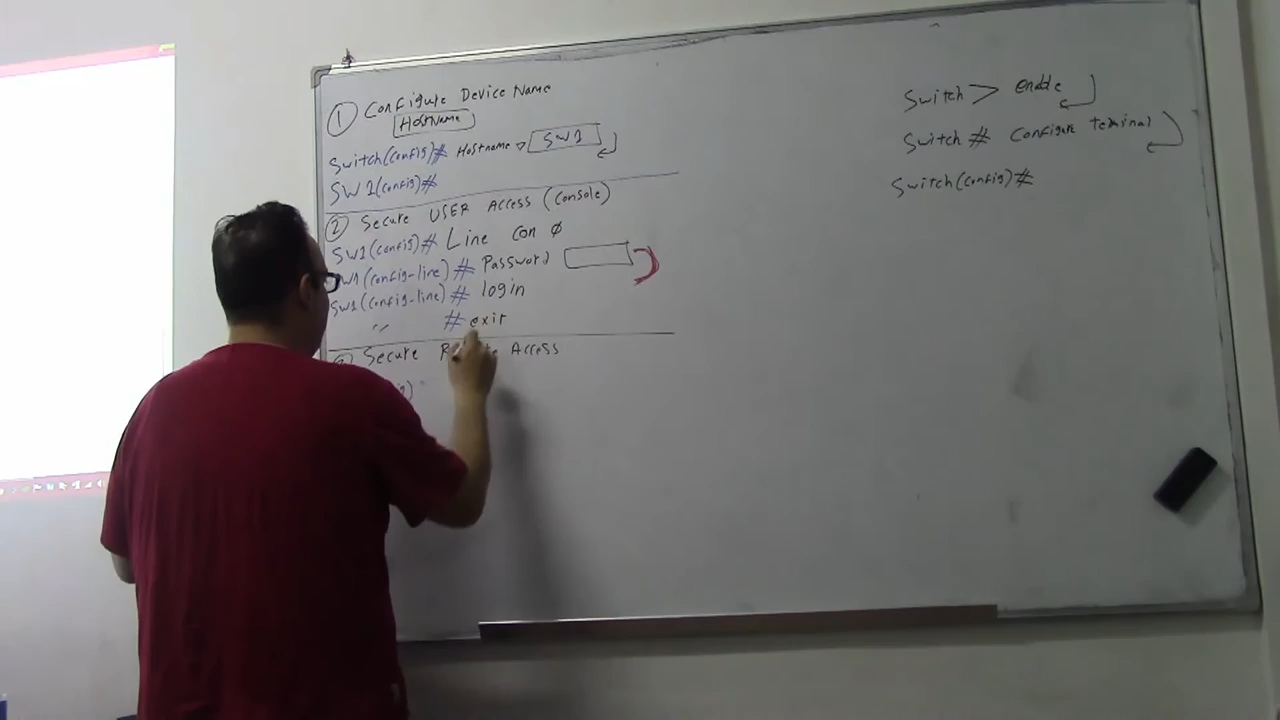 ① Configure Device Name
HostName
Switch(config)# Hostname SW1
SW1(config)#
② Secure USER Access (Console)
SW1(config)# Line con 0
SW1(config-line)# Password
SW1(config-line)# login
# exit
Secure Access
Switch> enable
Switch# Configure teminal
Switch(config)#